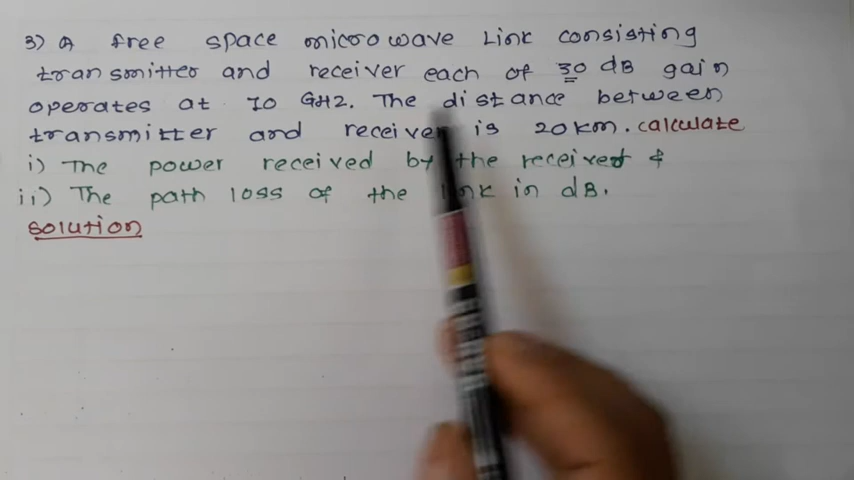 3) A free space microwave Link consisting
transmitter and receiver each of 30 dB gain
operates at 10 GHZ. The distance between
transmitter and receiver is 20 km. calculate
i) The power received by the received &
ii) The path loss of the link in dB.
solution